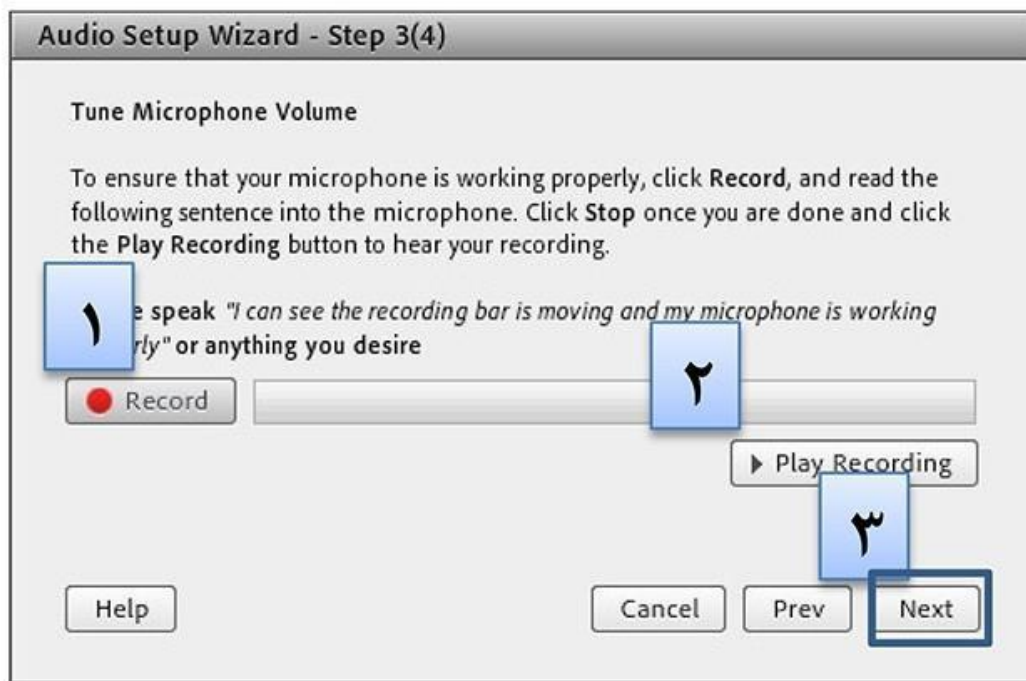 Audio Setup Wizard - Step 3(4)
Tune Microphone Volume
To ensure that your microphone is working properly, click Record, and read the
following sentence into the microphone. Click Stop once you are done and click
the Play Recording button to hear your recording.
۱
speak "I can see the recording bar is moving and my microphone is working
or anything you desire
۲
Record
Play Recording
۳
Help
Cancel
Prev
Next